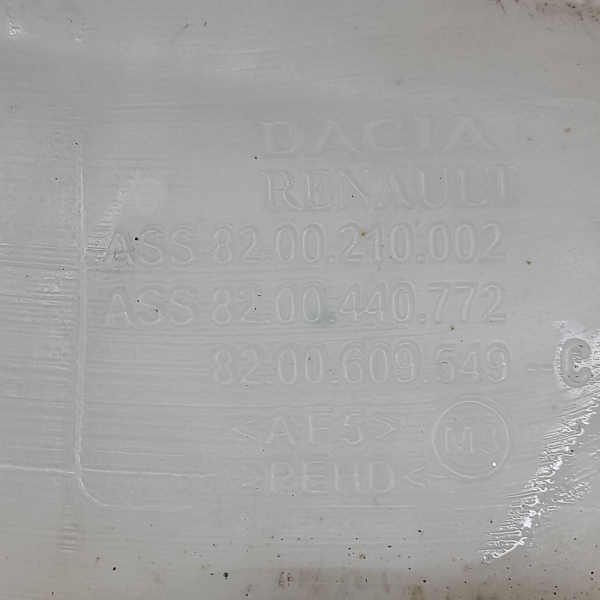 DACIA
RENAULT
ASS 82.00.210.002
ASS 82.00.440.772
82.00.609.549 - C
<AF5> M3
>PEHD<